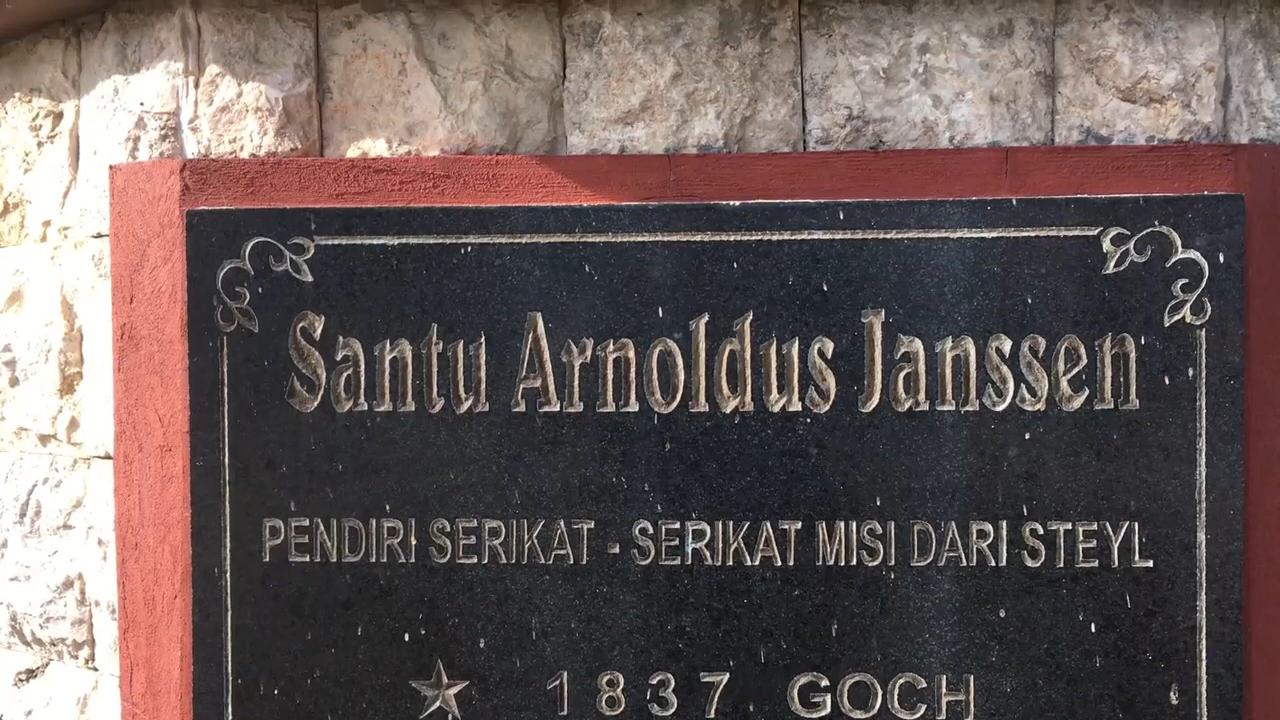 Santu Arnoldus Janssen
PENDIRI SERIKAT - SERIKAT MISI DARI STEYL
★ 1837 GOCH